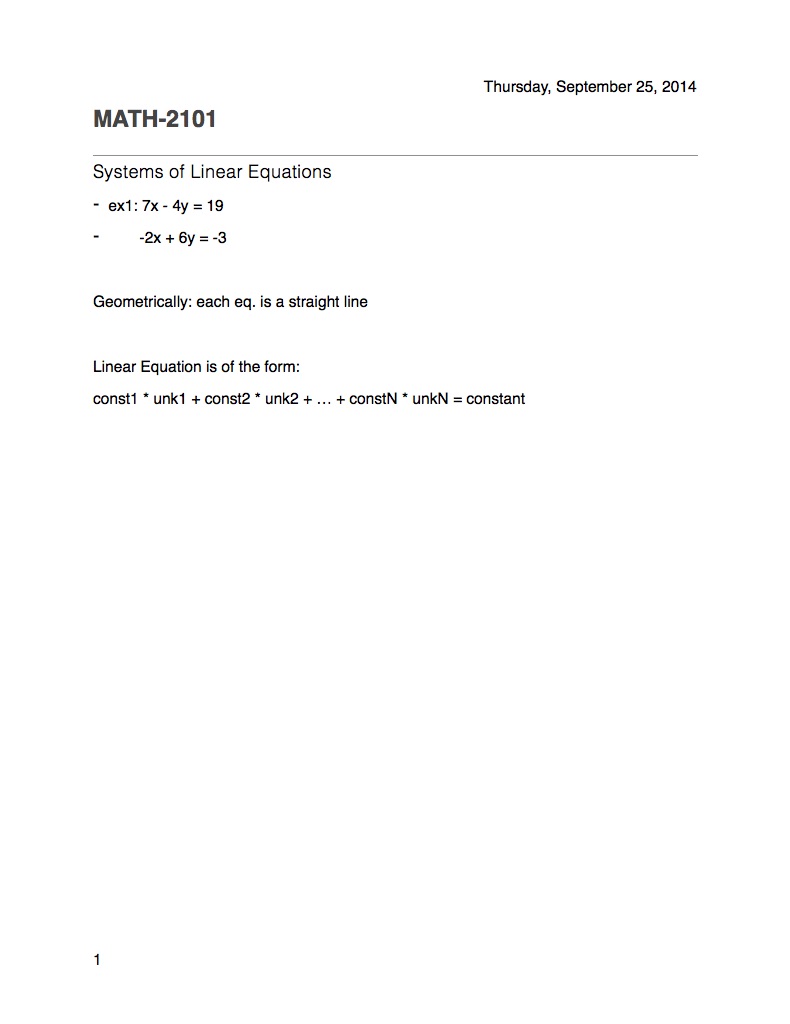 Thursday, September 25, 2014
MATH-2101
Systems of Linear Equations
- ex1: 7x - 4y = 19
- -2x + 6y = -3
Geometrically: each eq. is a straight line
Linear Equation is of the form:
const1 * unk1 + const2 * unk2 + … + constN * unkN = constant
1